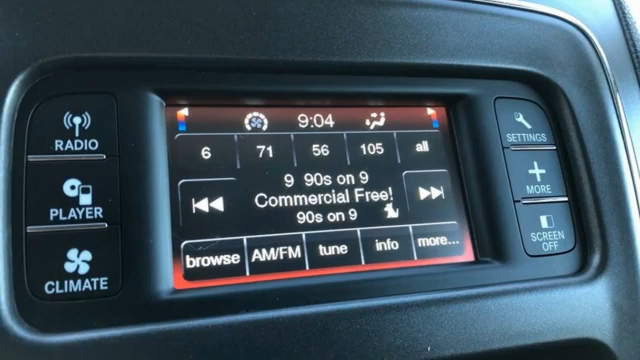 RADIO
PLAYER
CLIMATE
9:04
6 71 56 105 all
9 90s on 9
Commercial Free!
90s on 9
browse AM/FM tune info more...
SETTINGS
MORE
SCREEN
OFF